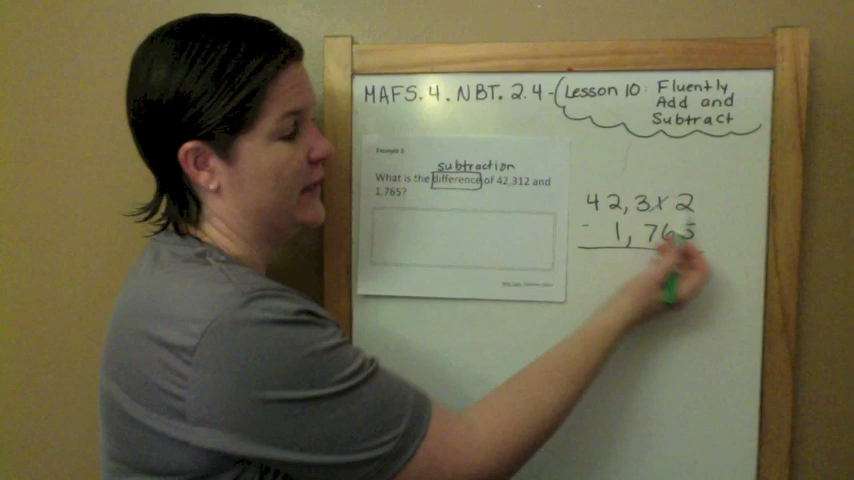 MAFS.4.NBT.2.4 - Lesson 10: Fluently
Add and
Subtract
Example 3:
subtraction
What is the difference of 42,312 and
1,765?
42,312
- 1,765